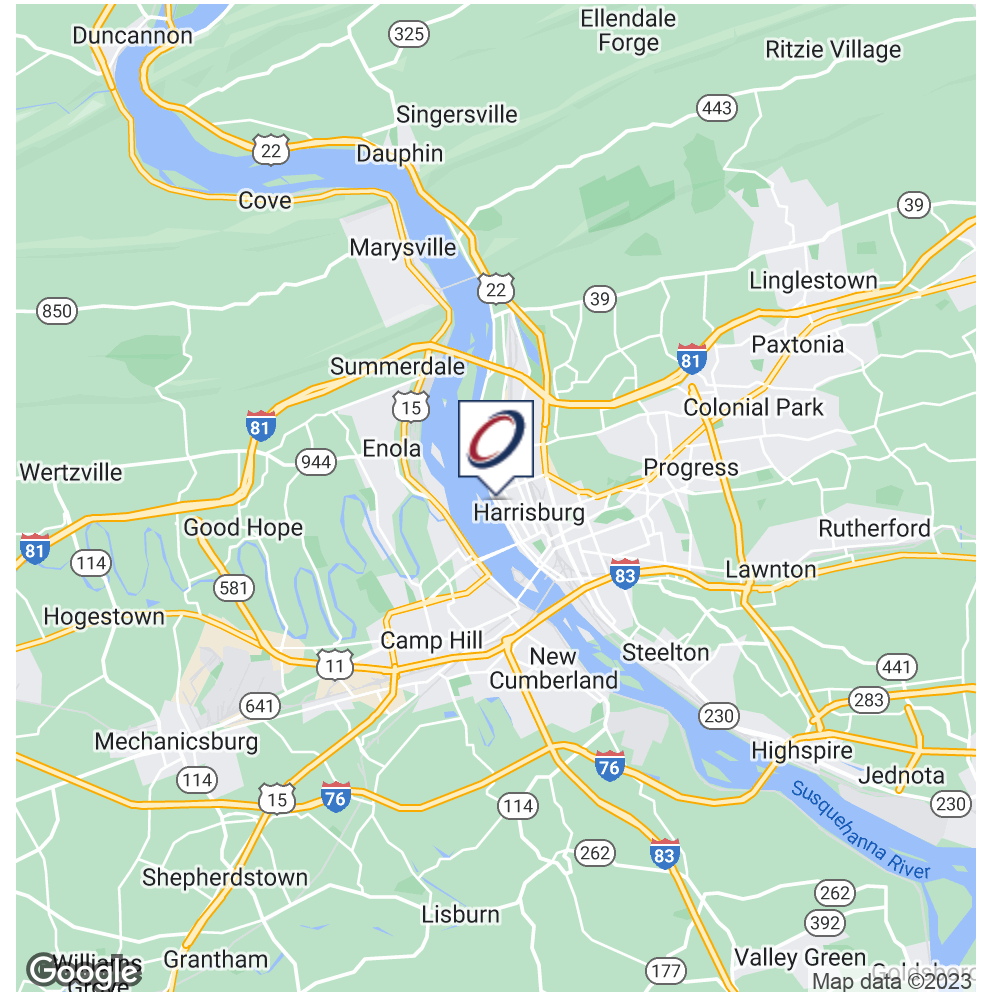 Duncannon
325
Ellendale
Forge
Ritzie Village
443
Singersville
22
Dauphin
Cove
39
Marysville
Linglestown
22
39
850
Paxtonia
81
Summerdale
15
Colonial Park
81
Enola
944
Wertzville
Progress
Harrisburg
Good Hope
Rutherford
81
114
83
Lawnton
581
Hogestown
Camp Hill
11
New
Cumberland
Steelton
441
283
641
230
Mechanicsburg
Highspire
114
76
Jednota
15
76
114
230
Susquehanna River
83
262
Shepherdstown
262
Lisburn
392
Grantham
Valley Green
177
Google
Map data ©2023